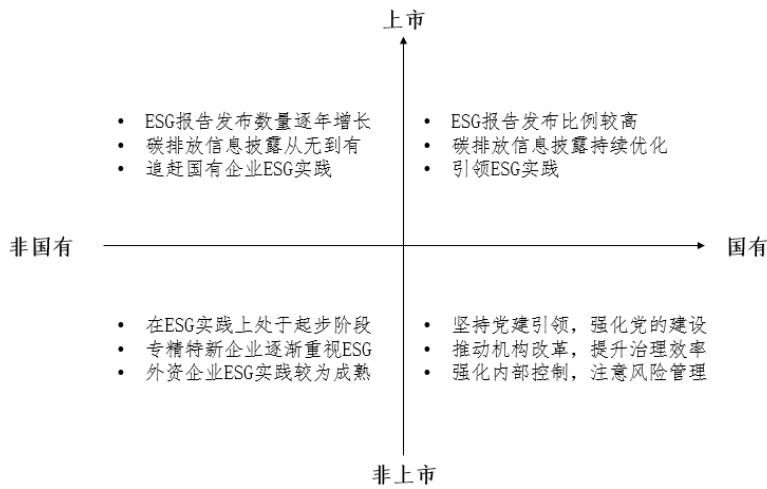 上市
• ESG报告发布数量逐年增长
• 碳排放信息披露从无到有
• 追赶国有企业ESG实践
• ESG报告发布比例较高
• 碳排放信息披露持续优化
• 引领ESG实践
非国有
国有
• 在ESG实践上处于起步阶段
• 专精特新企业逐渐重视ESG
• 外资企业ESG实践较为成熟
• 坚持党建引领，强化党的建设
• 推动机构改革，提升治理效率
• 强化内部控制，注意风险管理
非上市